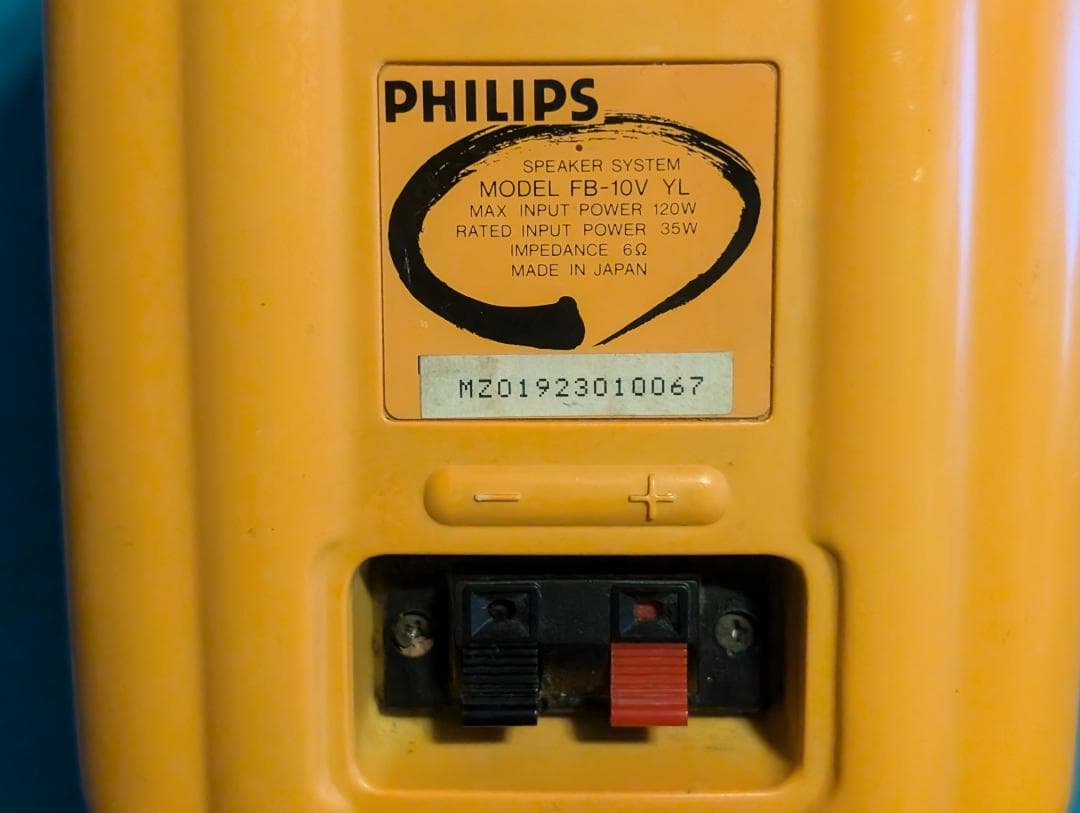 PHILIPS
SPEAKER SYSTEM
MODEL FB-10V YL
MAX INPUT POWER 120W
RATED INPUT POWER 35W
IMPEDANCE 6Ω
MADE IN JAPAN
MZ01923010067
− +